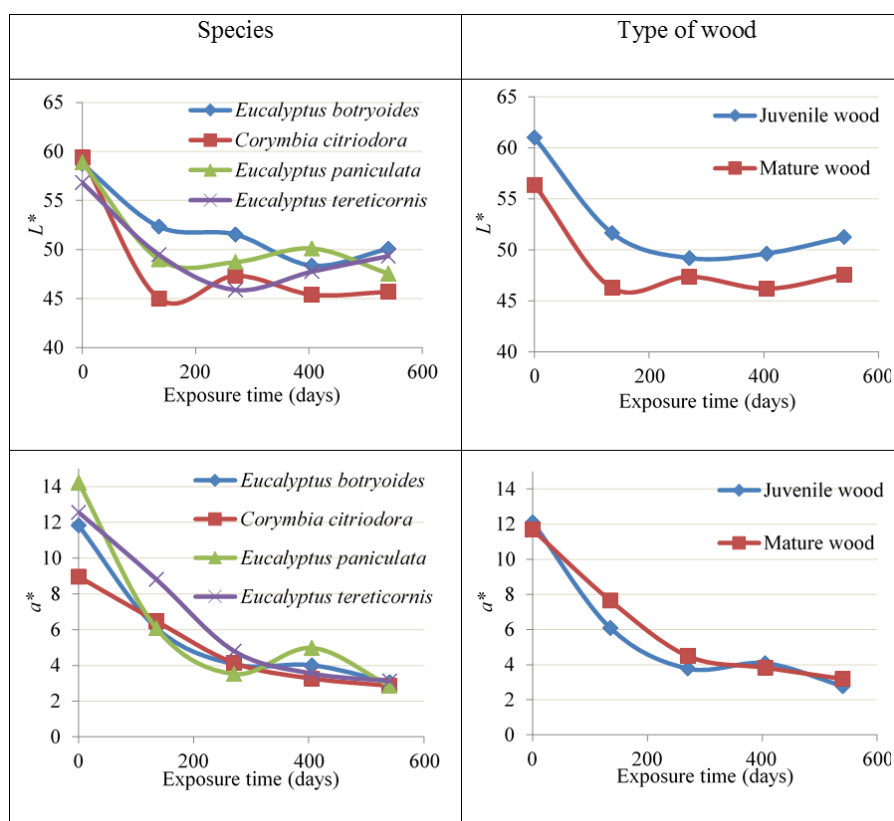 Species
Type of wood
65
60
55
50
45
40
L*
0
200
400
600
Exposure time (days)
Eucalyptus botryoides
Corymbia citriodora
Eucalyptus paniculata
Eucalyptus tereticornis
65
60
55
50
45
40
L*
0
200
400
600
Exposure time (days)
Juvenile wood
Mature wood
14
12
10
8
6
4
2
0
a*
0
200
400
600
Exposure time (days)
Eucalyptus botryoides
Corymbia citriodora
Eucalyptus paniculata
Eucalyptus tereticornis
14
12
10
8
6
4
2
0
a*
0
200
400
600
Exposure time (days)
Juvenile wood
Mature wood